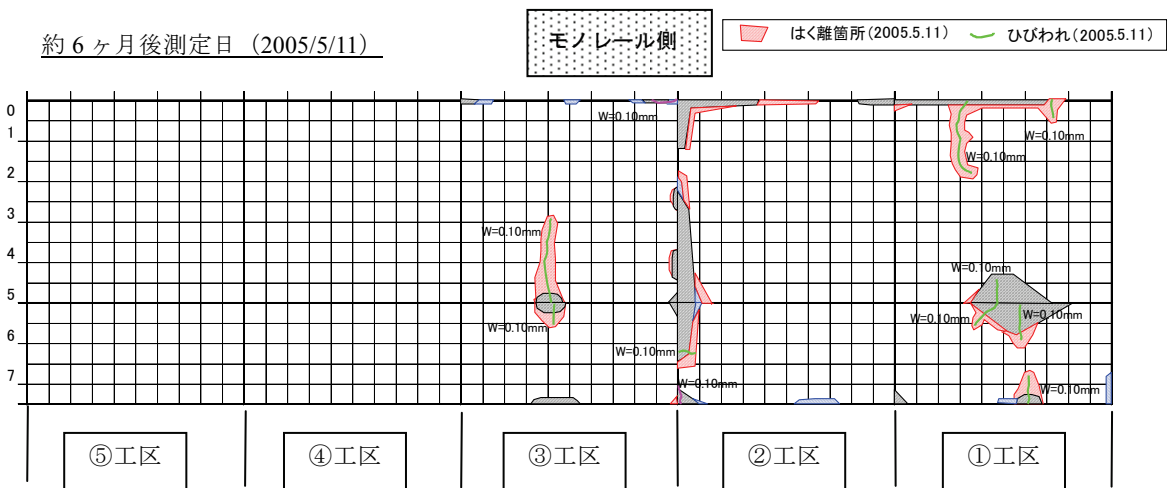 約 6 ヶ月後測定日（2005/5/11）
モノレール側
はく離箇所(2005.5.11)
ひびわれ(2005.5.11)
0
1
2
3
4
5
6
7
W=0.10mm
W=0.10mm
W=0.10mm
W=0.10mm
W=0.10mm
W=0.10mm
W=0.10mm
W=0.10mm
W=0.10mm
W=0.10mm
W=0.10mm
⑤工区
④工区
③工区
②工区
①工区